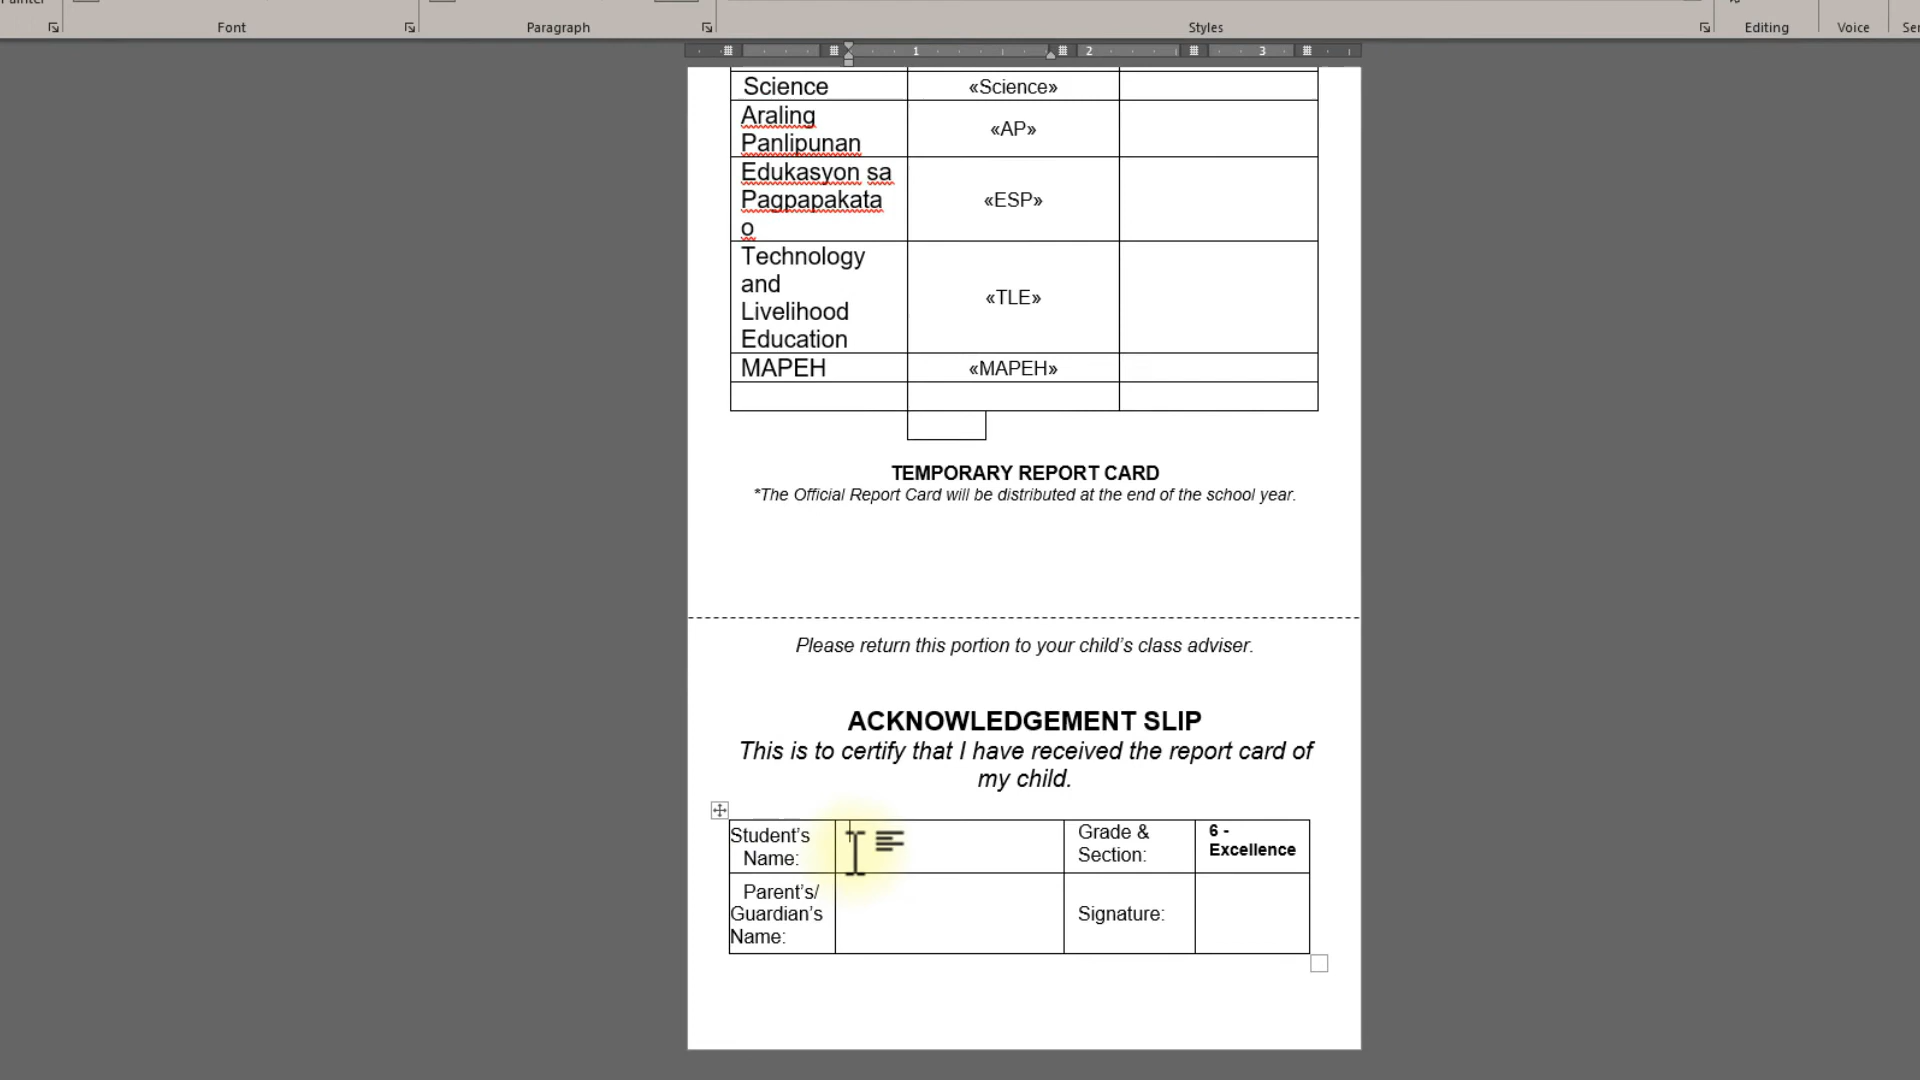 Font
Paragraph
Styles
Editing
Voice
1 2 3
Science «Science»
Araling
Panlipunan
«AP»
Edukasyon sa
Pagpapakata
o
«ESP»
Technology
and
Livelihood
Education
«TLE»
MAPEH «MAPEH»
TEMPORARY REPORT CARD
*The Official Report Card will be distributed at the end of the school year.
Please return this portion to your child's class adviser.
ACKNOWLEDGEMENT SLIP
This is to certify that I have received the report card of
my child.
Student's
Name:
Grade &
Section:
6 -
Excellence
Parent's/
Guardian's
Name:
Signature: